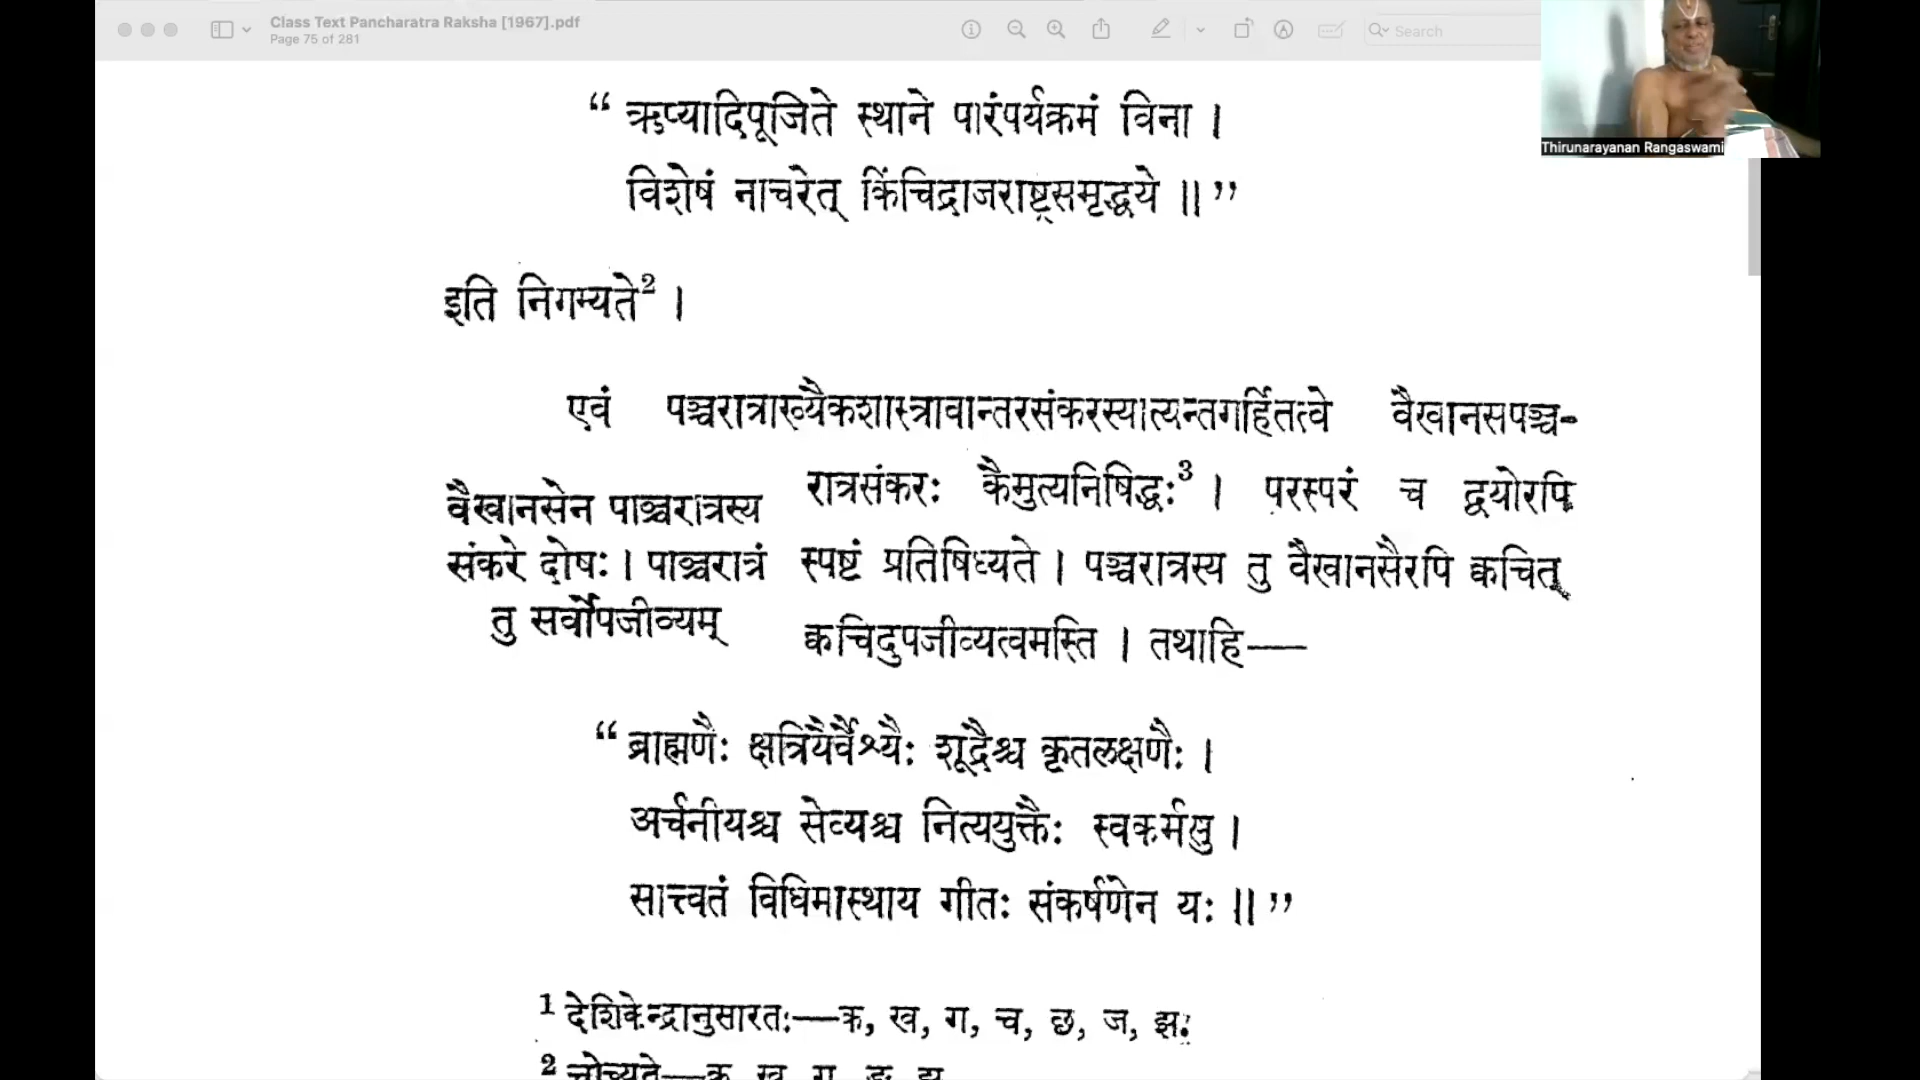 Class Text Pancharatra Raksha [1967].pdf
Page 75 of 281
Search
Thirunarayanan Rangaswami
“ ऋष्यादिपूजिते स्थाने पारंपर्यक्रमं विना ।
विशेषं नाचरेत् किंचिद्राजराष्ट्रसमृद्धये ॥ ”
इति निगम्यते² ।
एवं पञ्चरात्राख्यैकशास्त्रावान्तरसंकरस्यात्यन्तगर्हितत्वे वैखानसपञ्च-
रात्रसंकरः कैमुत्यनिषिद्धः³ । परस्परं च द्वयोरपि
स्पष्टं प्रतिषिध्यते । पञ्चरात्रस्य तु वैखानसैरपि क्वचित्
क्वचिदुपजीव्यत्वमस्ति । तथाहि—
वैखानसेन पाञ्चरात्रस्य
संकरे दोषः । पाञ्चरात्रं
तु सर्वोपजीव्यम्
“ ब्राह्मणैः क्षत्रियैर्वैश्यैः शूद्रैश्च कृतलक्षणैः ।
अर्चनीयश्च सेव्यश्च नित्ययुक्तैः स्वकर्मसु ।
सात्त्वतं विधिमास्थाय गीतः संकर्षणेन यः ॥ ”
¹ देशिकेन्द्रानुसारतः—क, ख, ग, च, छ, ज, झ.
² चोच्यते—क, ख, ग, ङ, झ